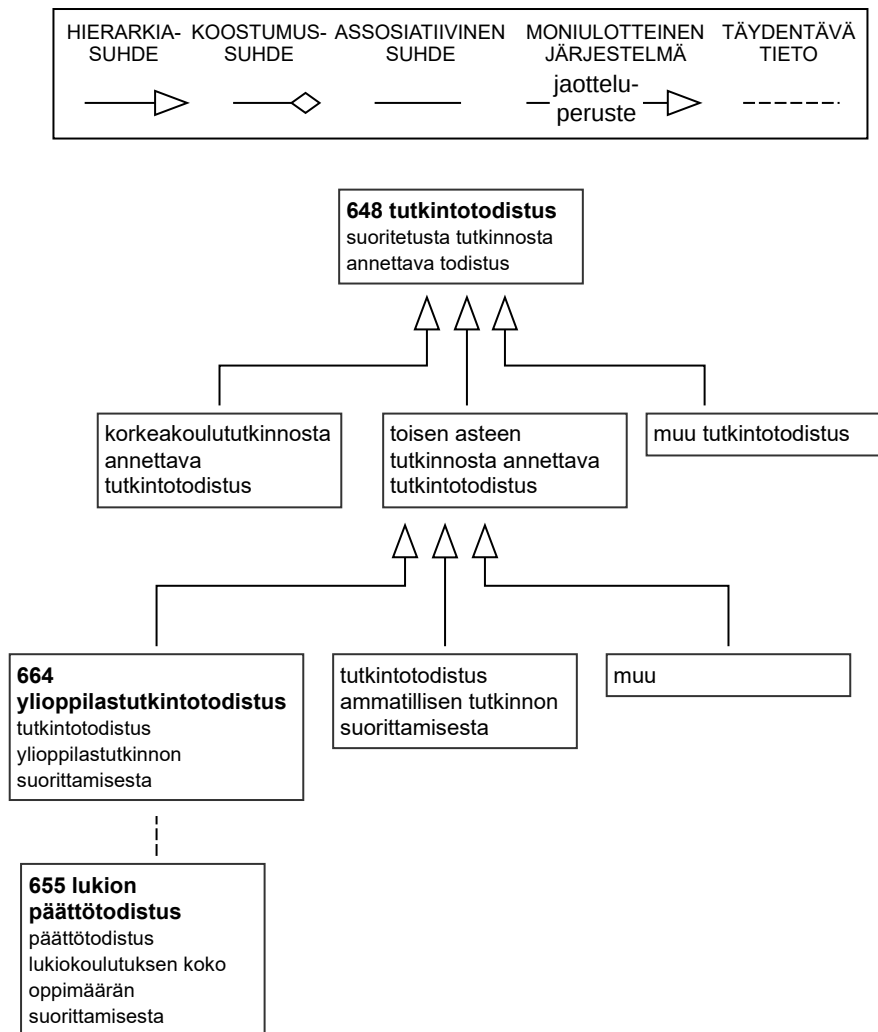 HIERARKIA-
SUHDE
KOOSTUMUS-
SUHDE
ASSOSIATIIVINEN
SUHDE
MONIULOTTEINEN
JÄRJESTELMÄ
jaottelu-
peruste
TÄYDENTÄVÄ
TIETO
648 tutkintotodistus
suoritetusta tutkinnosta
annettava todistus
korkeakoulututkinnosta
annettava
tutkintotodistus
toisen asteen
tutkinnosta annettava
tutkintotodistus
muu tutkintotodistus
664
ylioppilastutkintotodistus
tutkintotodistus
ylioppilastutkinnon
suorittamisesta
tutkintotodistus
ammatillisen tutkinnon
suorittamisesta
muu
655 lukion
päättötodistus
päättötodistus
lukiokoulutuksen koko
oppimäärän
suorittamisesta